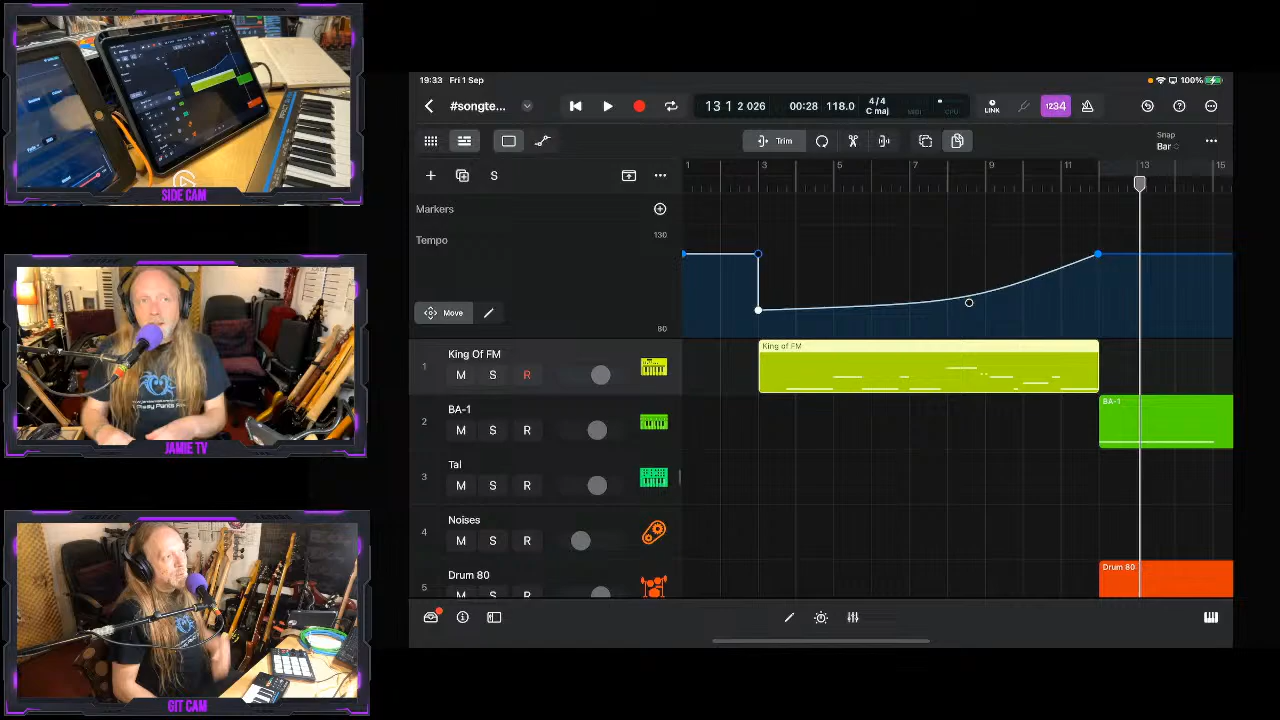 SIDE CAM
JAMIE TV
GIT CAM
19:33 Fri 1 Sep
100%
#songte...
13 1 2 026
00:28 118.0
4/4
C maj
MIDI
CPU
LINK
1234
Trim
Snap
Bar
S
1 3 5 7 9 11 13 15
Markers
Tempo
130
Move
80
1
King Of FM
M S R
King of FM
2
BA-1
M S R
BA-1
3
Tal
M S R
4
Noises
M S R
5
Drum 80
M S R
Drum 80